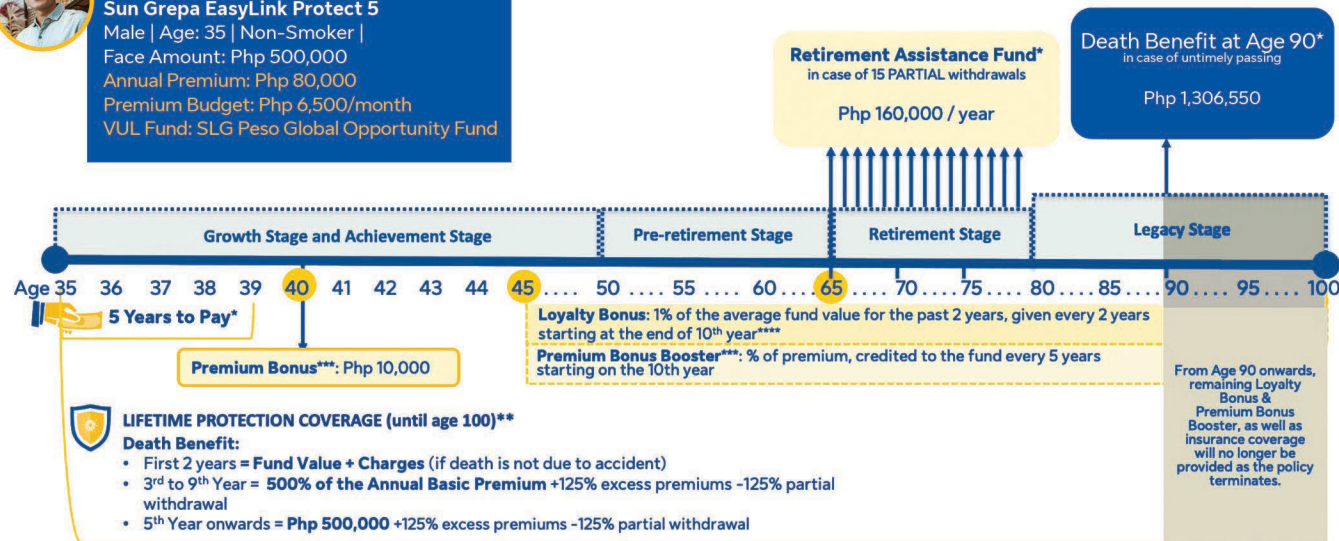 Sun Grepa EasyLink Protect 5
Male | Age: 35 | Non-Smoker |
Face Amount: Php 500,000
Annual Premium: Php 80,000
Premium Budget: Php 6,500/month
VUL Fund: SLG Peso Global Opportunity Fund
Retirement Assistance Fund*
in case of 15 PARTIAL withdrawals
Php 160,000 / year
Death Benefit at Age 90*
in case of untimely passing
Php 1,306,550
Growth Stage and Achievement Stage
Pre-retirement Stage
Retirement Stage
Legacy Stage
Age 35 36 37 38 39 40 41 42 43 44 45 .... 50 .... 55 .... 60 .... 65 .... 70 .... 75 .... 80 .... 85 .... 90 .... 95 .... 100
5 Years to Pay*
Premium Bonus***: Php 10,000
Loyalty Bonus: 1% of the average fund value for the past 2 years, given every 2 years
starting at the end of 10th year****
Premium Bonus Booster***: % of premium, credited to the fund every 5 years
starting on the 10th year
From Age 90 onwards,
remaining Loyalty
Bonus &
Premium Bonus
Booster, as well as
insurance coverage
will no longer be
provided as the policy
terminates.
LIFETIME PROTECTION COVERAGE (until age 100)**
Death Benefit:
• First 2 years = Fund Value + Charges (if death is not due to accident)
• 3rd to 9th Year = 500% of the Annual Basic Premium +125% excess premiums -125% partial
withdrawal
• 5th Year onwards = Php 500,000 +125% excess premiums -125% partial withdrawal